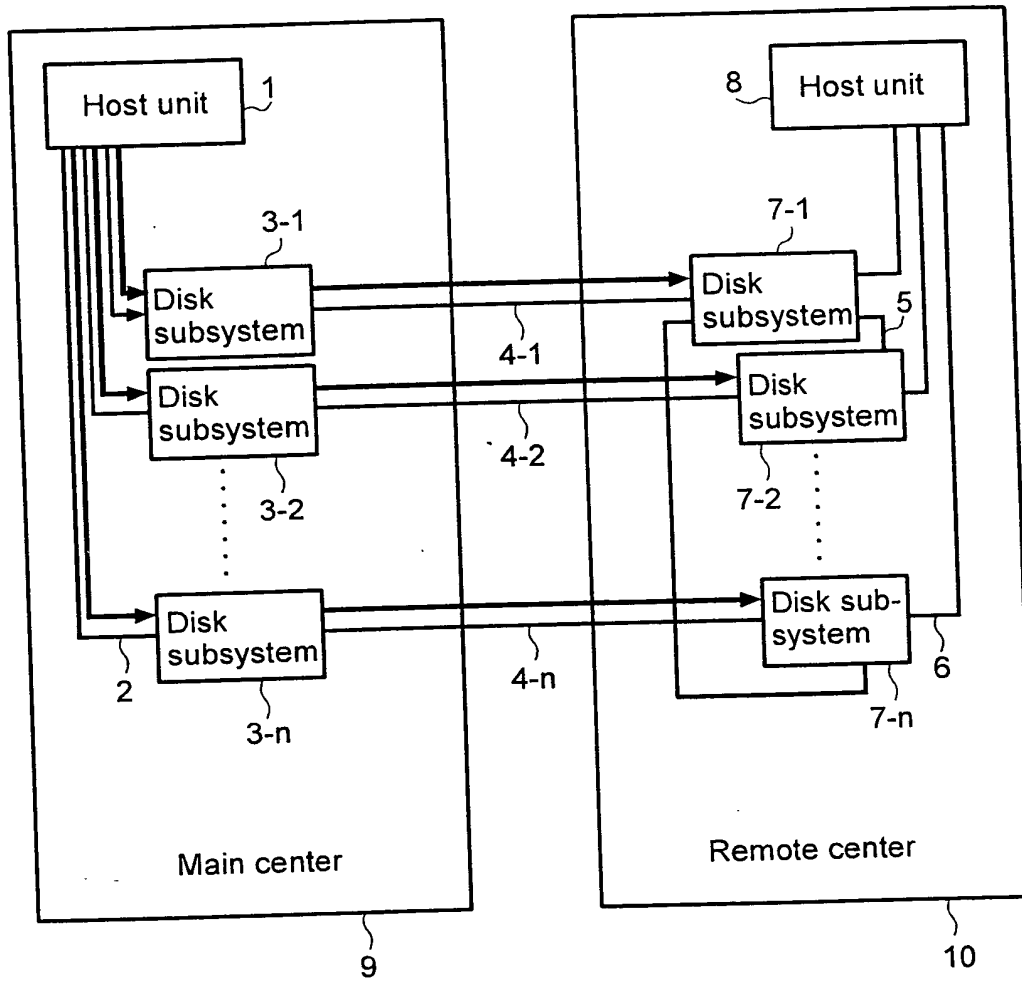 Host unit
1
8
Host unit
3-1
7-1
Disk
subsystem
Disk
subsystem
5
4-1
Disk
subsystem
Disk
subsystem
4-2
3-2
7-2
Disk
subsystem
Disk sub-
system
2
4-n
6
3-n
7-n
Main center
Remote center
9
10